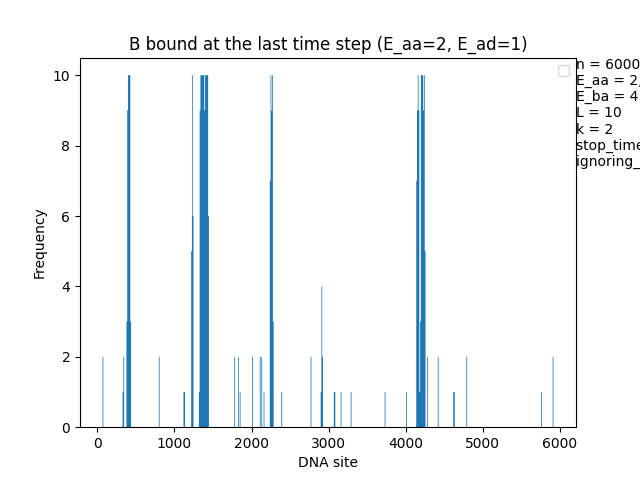 B bound at the last time step (E_aa=2, E_ad=1)
n = 6000
E_aa = 2,
E_ba = 4
L = 10
k = 2
stop_time
ignoring_
Frequency
10
8
6
4
2
0
0 1000 2000 3000 4000 5000 6000
DNA site